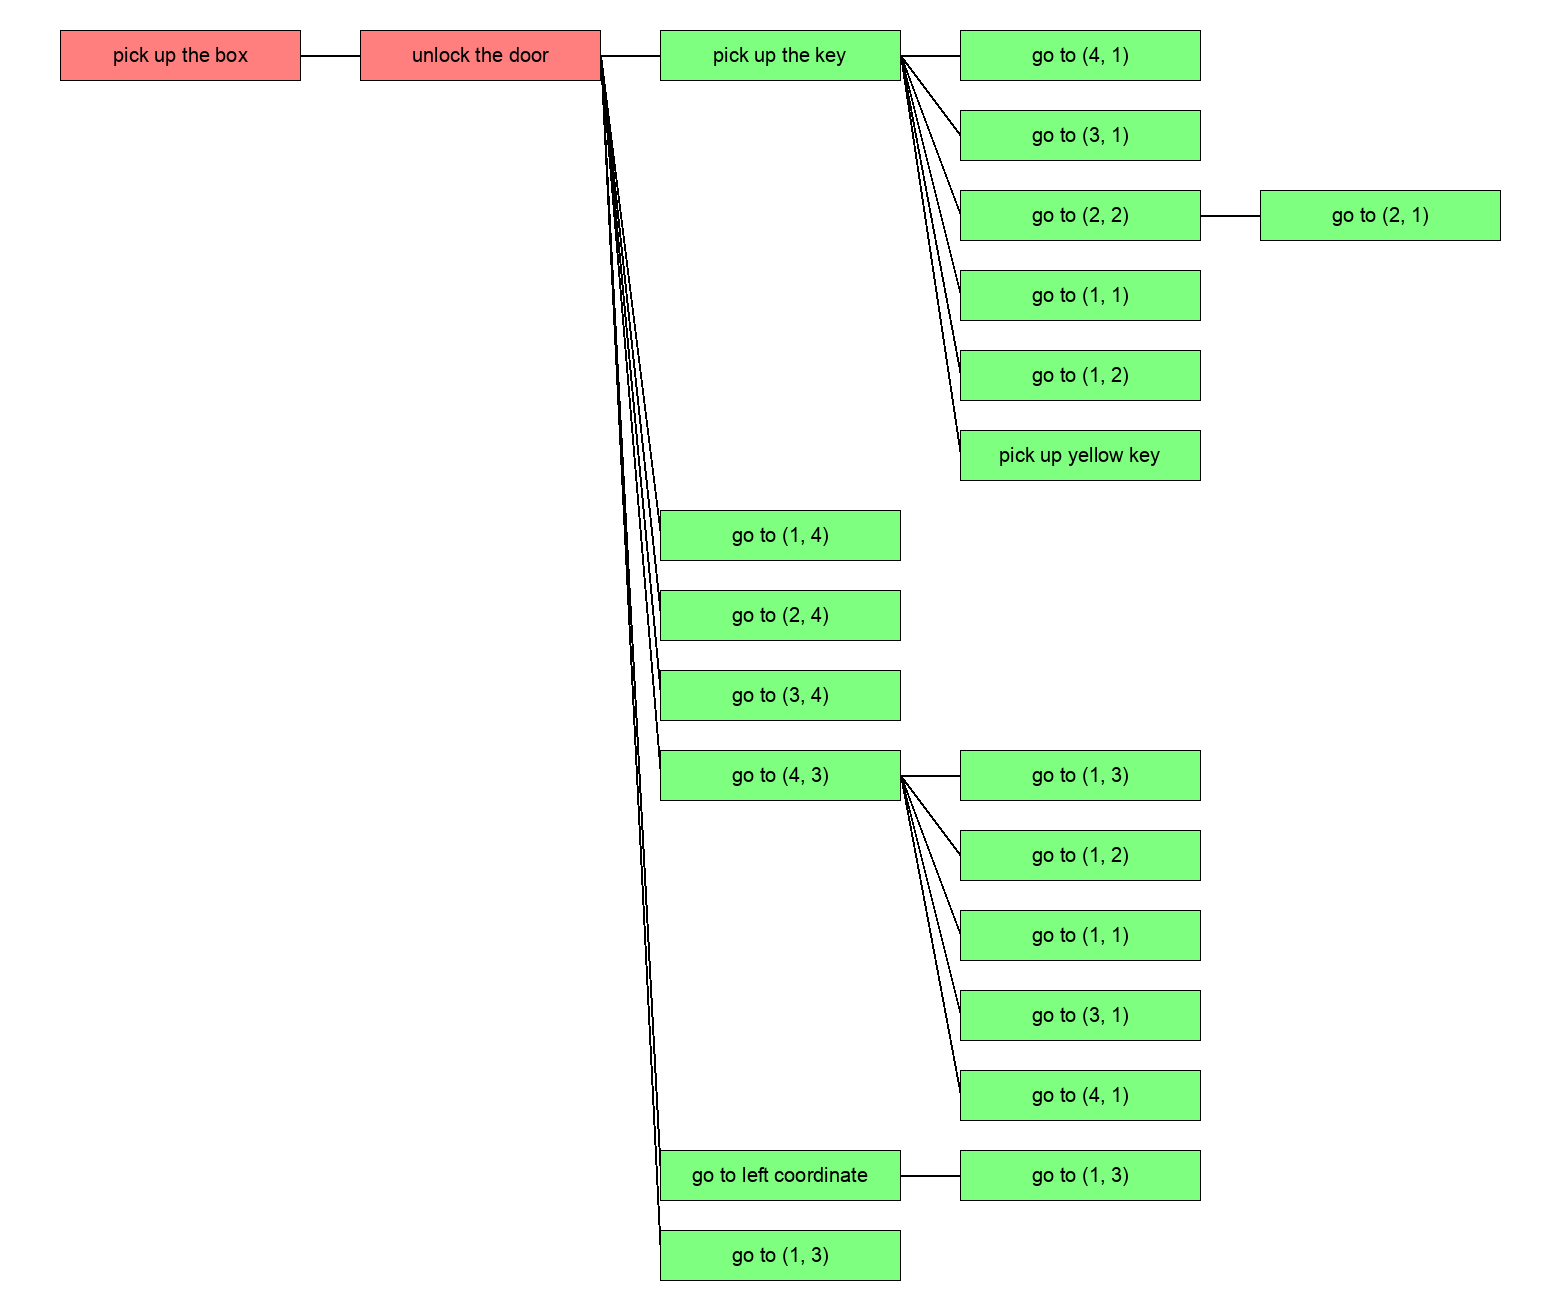 pick up the box
unlock the door
pick up the key
go to (4, 1)
go to (3, 1)
go to (2, 2)
go to (2, 1)
go to (1, 1)
go to (1, 2)
pick up yellow key
go to (1, 4)
go to (2, 4)
go to (3, 4)
go to (4, 3)
go to (1, 3)
go to (1, 2)
go to (1, 1)
go to (3, 1)
go to (4, 1)
go to left coordinate
go to (1, 3)
go to (1, 3)